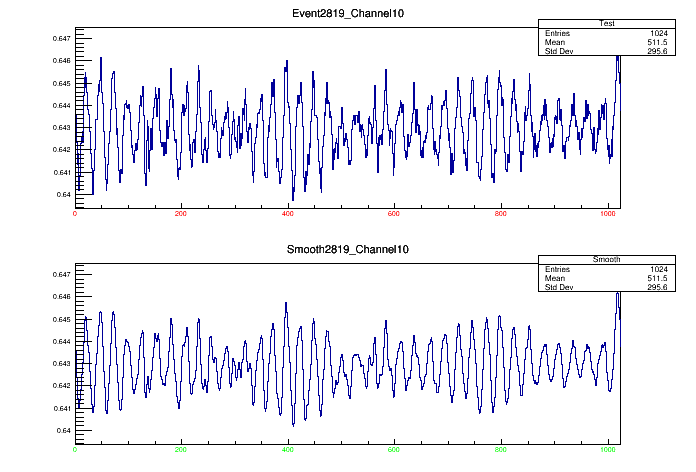 Event2819_Channel10
Test
Entries 1024
Mean 511.5
Std Dev 295.6
0.647
0.646
0.645
0.644
0.643
0.642
0.641
0.64
0 200 400 600 800 1000
Smooth2819_Channel10
Smooth
Entries 1024
Mean 511.5
Std Dev 295.6
0.647
0.646
0.645
0.644
0.643
0.642
0.641
0.64
0 200 400 600 800 1000